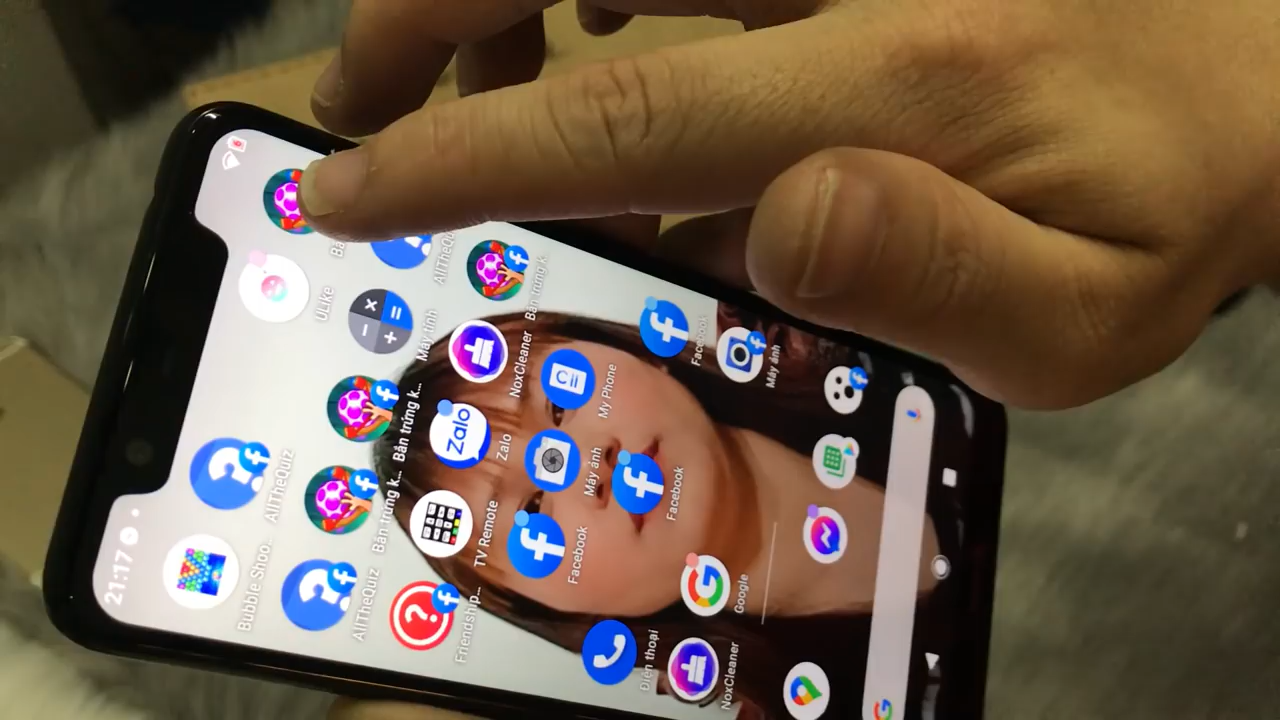 21:17
Bubble Shoo...
AllTheQuiz
ULike
AllTheQuiz
Bắn trứng k...
Bắn trứng k...
Máy tính
Friendship...
TV Remote
Zalo
Zalo
NoxCleaner
Bắn trứng k
Facebook
Máy ảnh
My Phone
Điện thoại
Facebook
Facebook
NoxCleaner
Google
Máy ảnh